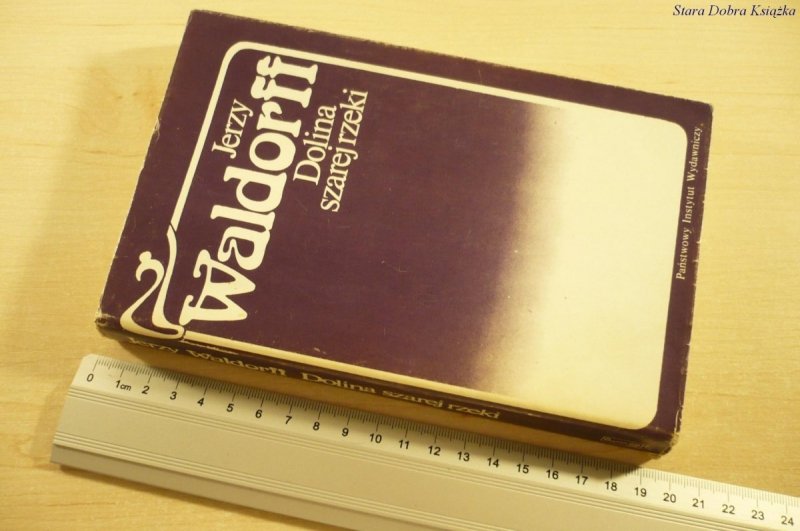 Stara Dobra Książka
Jerzy
Waldorff
Dolina
szarej rzeki
Państwowy Instytut Wydawniczy
Jerzy Waldorff Dolina szarej rzeki
0 1cm 2 3 4 5 6 7 8 9 10 11 12 13 14 15 16 17 18 19 20 21 22 23 24